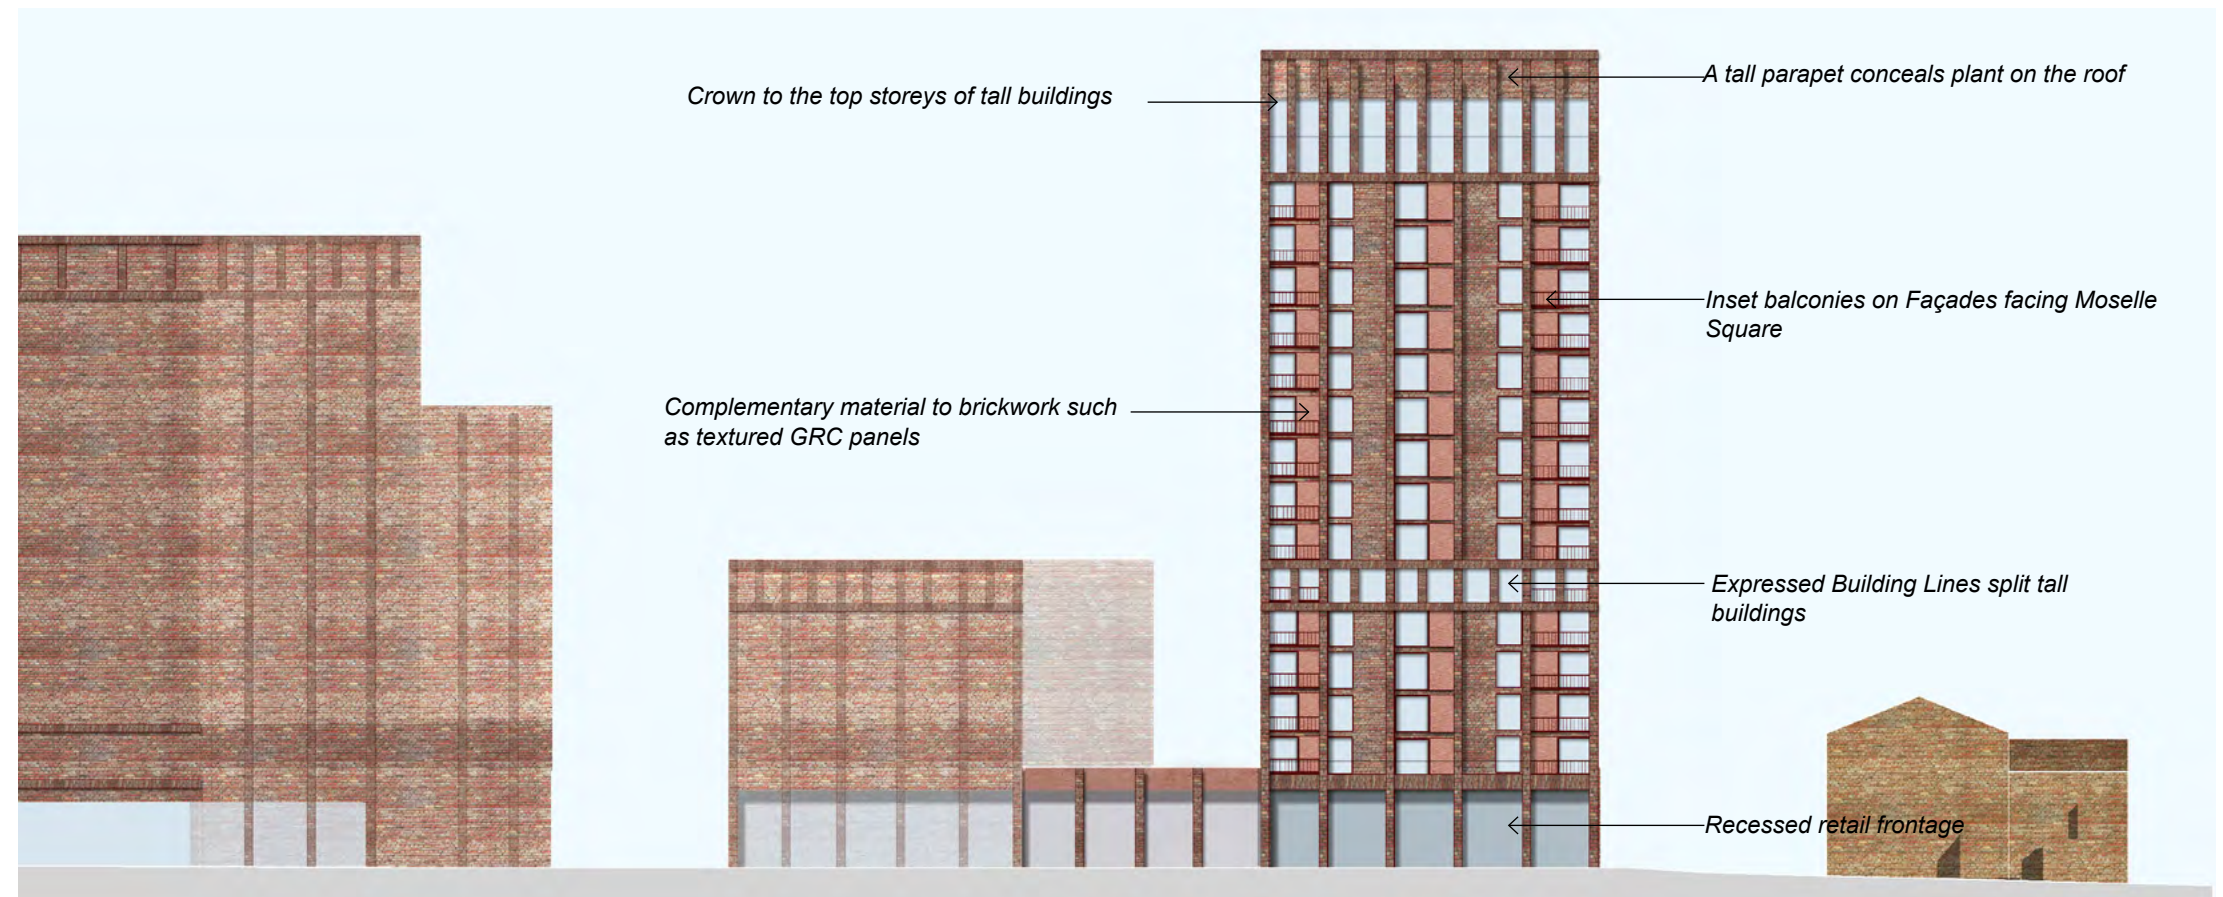 A tall parapet conceals plant on the roof
Crown to the top storeys of tall buildings
Inset balconies on Façades facing Moselle
Square
Complementary material to brickwork such
as textured GRC panels
Expressed Building Lines split tall
buildings
Recessed retail frontage